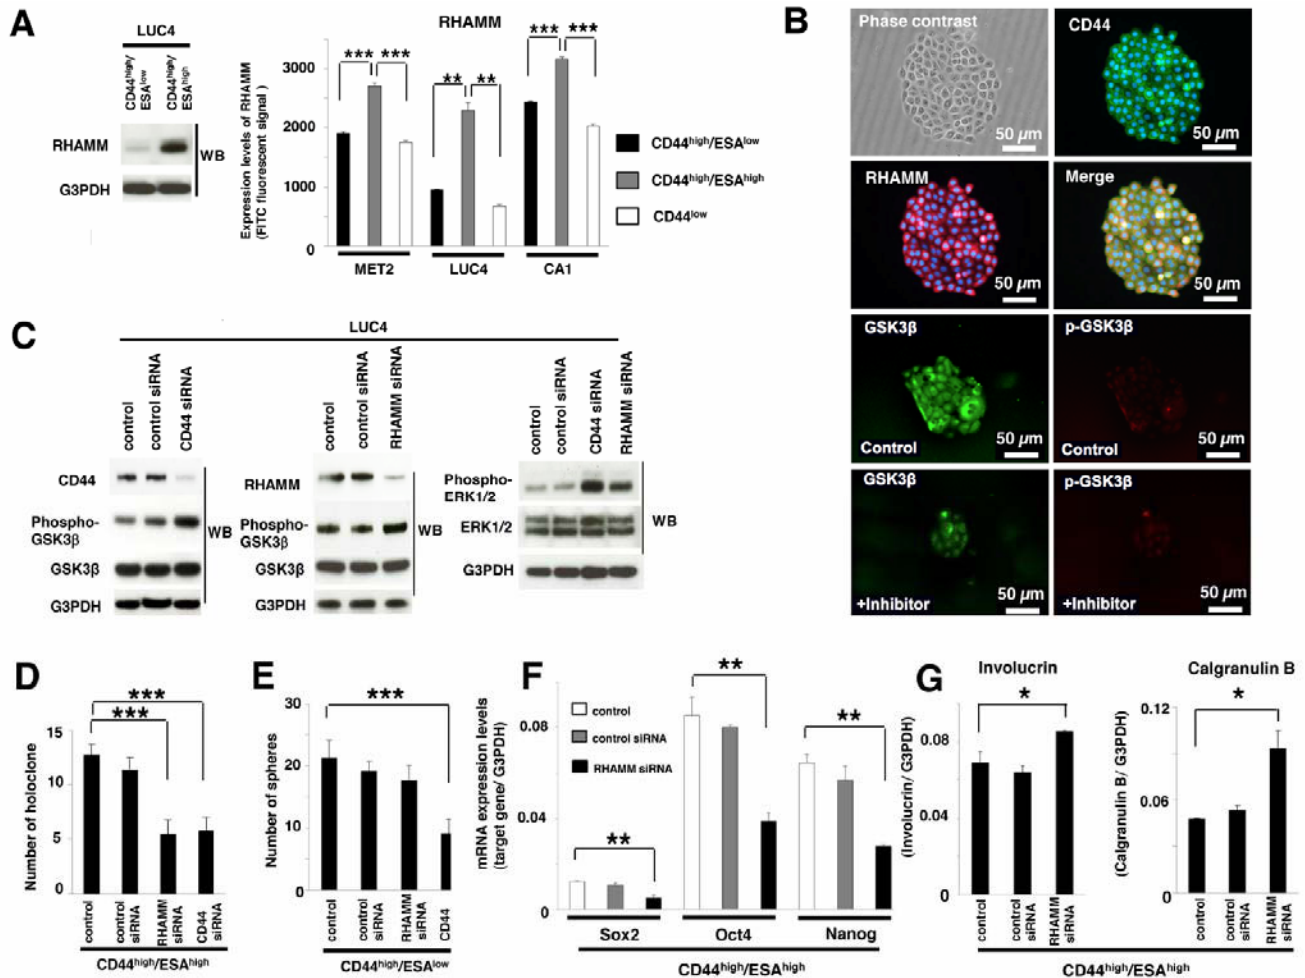 A
LUC4
CD44high/
ESAlow
CD44high/
ESAhigh
RHAMM
G3PDH
WB
RHAMM
Expression levels of RHAMM
(FITC fluorescent signal)
3000
2000
1000
0
*** ***
** **
*** ***
MET2 LUC4 CA1
CD44high/ESAlow
CD44high/ESAhigh
CD44low
B
Phase contrast
50 µm
CD44
50 µm
RHAMM
50 µm
Merge
50 µm
GSK3β
Control
50 µm
p-GSK3β
Control
50 µm
GSK3β
+Inhibitor
50 µm
p-GSK3β
+Inhibitor
50 µm
C
LUC4
control
control siRNA
CD44 siRNA
CD44
Phospho-
GSK3β
GSK3β
G3PDH
WB
control
control siRNA
RHAMM siRNA
RHAMM
Phospho-
GSK3β
GSK3β
G3PDH
WB
control
control siRNA
CD44 siRNA
RHAMM siRNA
Phospho-
ERK1/2
ERK1/2
G3PDH
WB
D
Number of holoclone
15
10
5
0
***
***
control
control
siRNA
RHAMM
siRNA
CD44
siRNA
CD44high/ESAhigh
E
Number of spheres
30
20
10
0
***
control
control
siRNA
RHAMM
siRNA
CD44
CD44high/ESAlow
F
mRNA expression levels
(target gene/ G3PDH)
0.08
0.04
0
control
control siRNA
RHAMM siRNA
**
**
**
Sox2 Oct4 Nanog
CD44high/ESAhigh
G
Involucrin
(Involucrin/ G3PDH)
0.08
0.04
0
*
control
control
siRNA
RHAMM
siRNA
Calgranulin B
(Calgranulin B/ G3PDH)
0.12
0.06
0
*
control
control
siRNA
RHAMM
siRNA
CD44high/ESAhigh